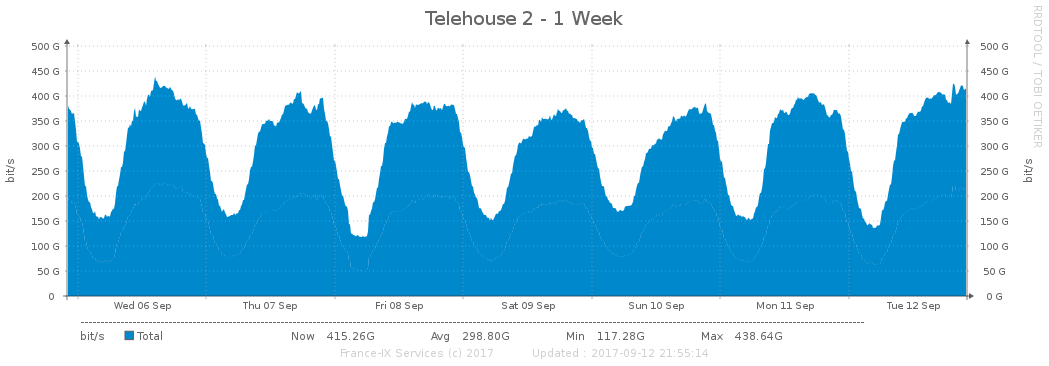 Telehouse 2 - 1 Week
RRDTOOL / TOBI OETIKER
bit/s
500 G 500 G
450 G 450 G
400 G 400 G
350 G 350 G
300 G 300 G
250 G 250 G
200 G 200 G
150 G 150 G
100 G 100 G
50 G 50 G
0 0 G
bit/s
Wed 06 Sep Thu 07 Sep Fri 08 Sep Sat 09 Sep Sun 10 Sep Mon 11 Sep Tue 12 Sep
bit/s Total Now 415.26G Avg 298.80G Min 117.28G Max 438.64G
France-IX Services (c) 2017 Updated : 2017-09-12 21:55:14